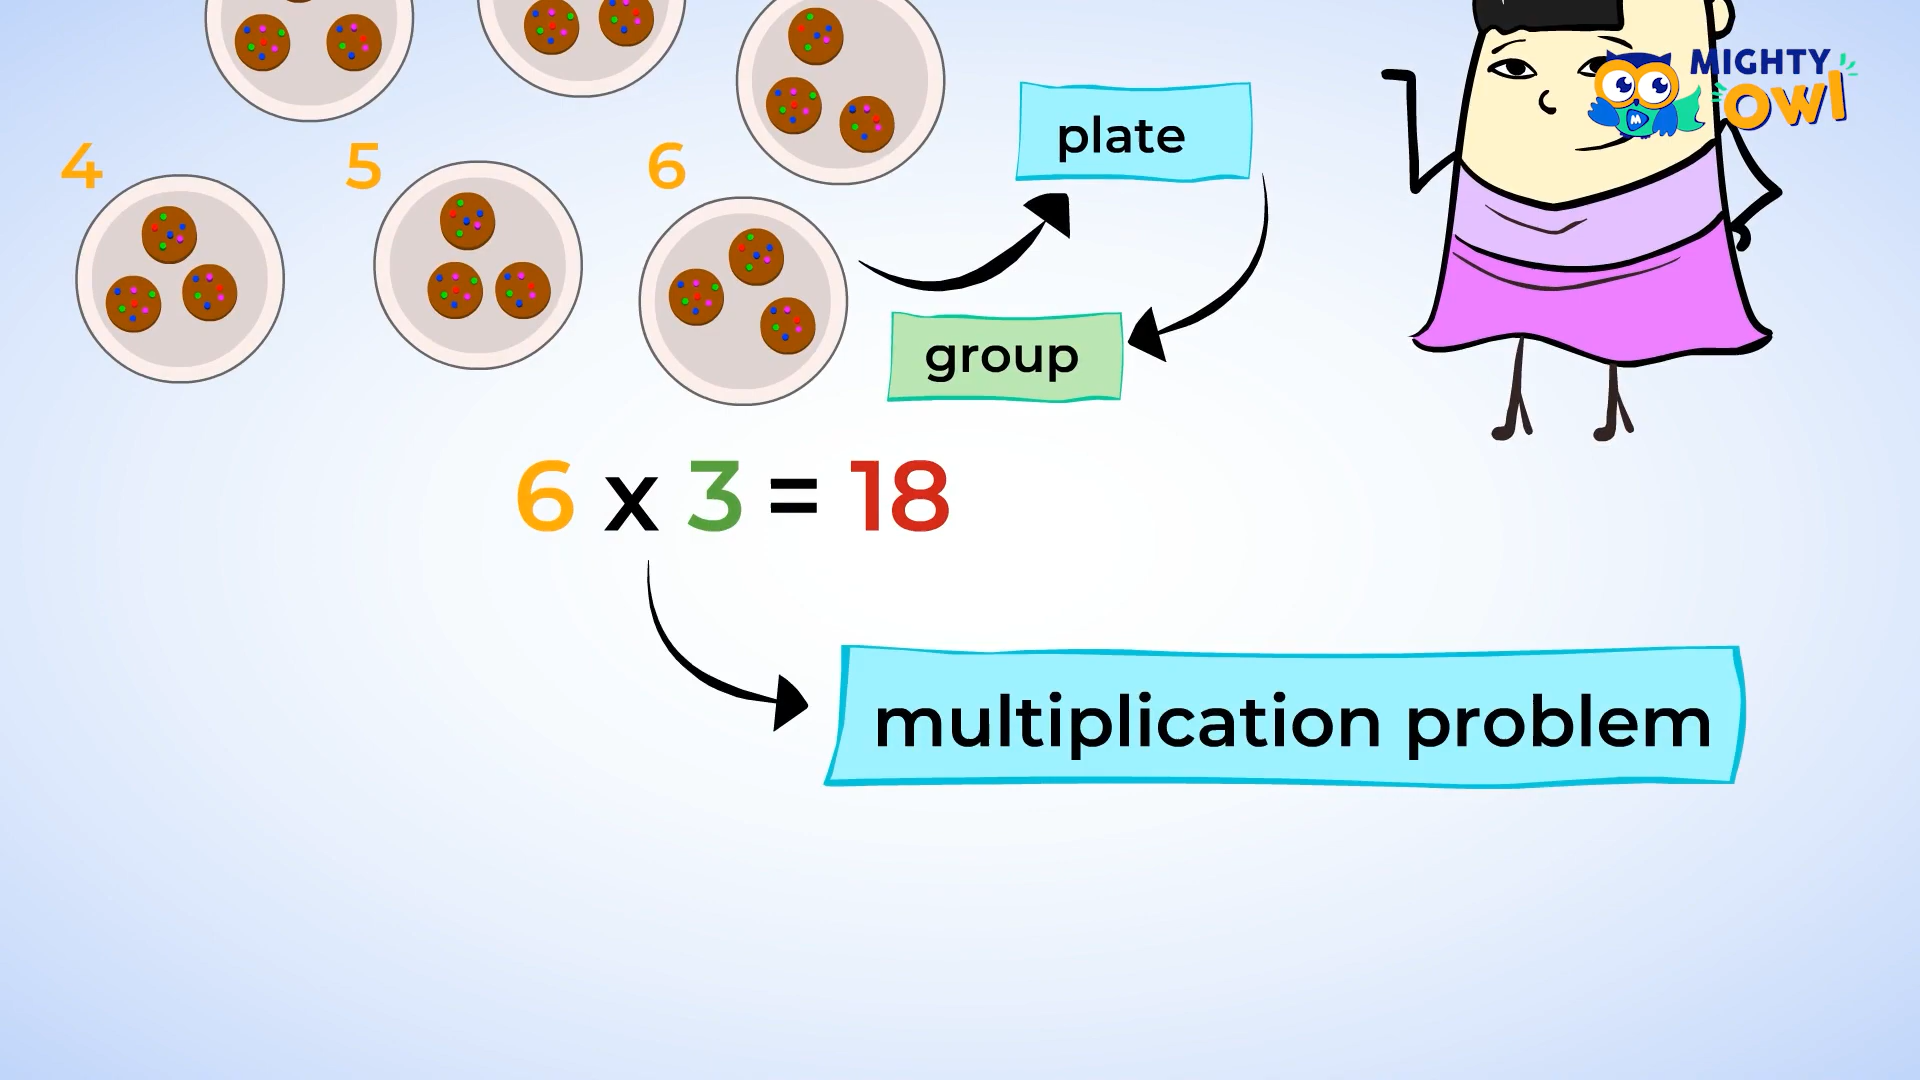 MIGHTY
OWL
plate
4 5 6
group
6 x 3 = 18
multiplication problem